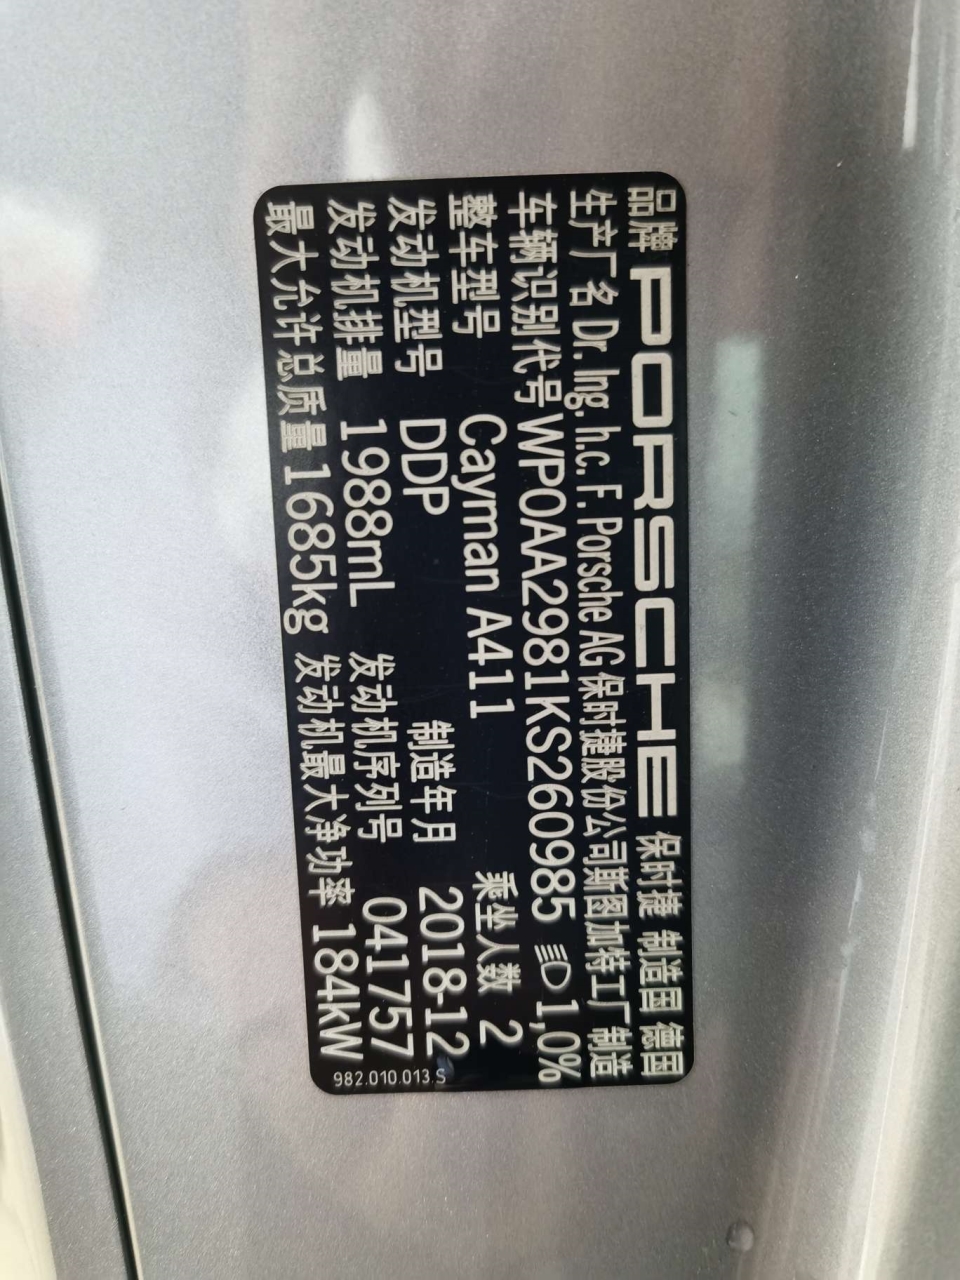 品牌 PORSCHE 保时捷 制造国 德国
生产厂名 Dr. Ing. h.c. F. Porsche AG 保时捷股份公司斯图加特工厂制造
车辆识别代号 WP0AA2981KS260985 1,0%
整车型号 Cayman A411 乘坐人数 2
发动机型号 DDP 制造年月 2018-12
发动机排量 1988mL 发动机序列号 041757
最大允许总质量 1685kg 发动机最大净功率 184kW
982.010.013.S